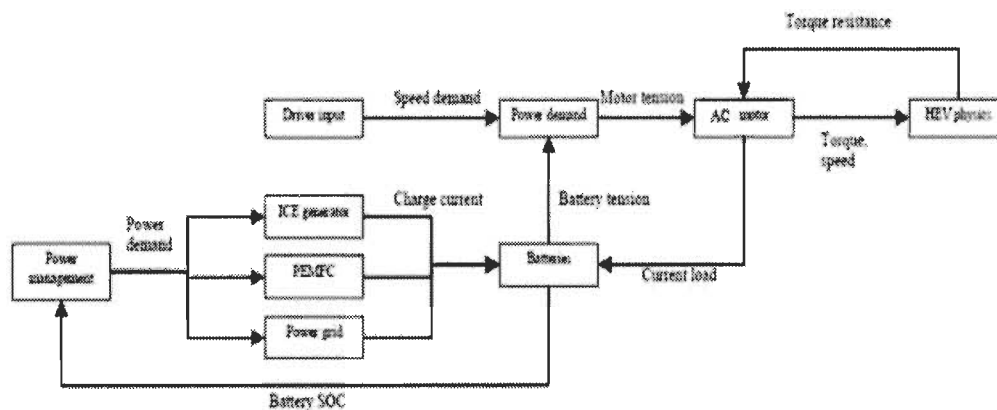 Torque resistance
Speed demand
Motor tension
Driver input
Power demand
AC motor
HEV physics
Torque,
speed
ICE generator
Charge current
Battery tension
Power
demand
Power
management
PEMFC
Batteries
Current load
Power grid
Battery SOC